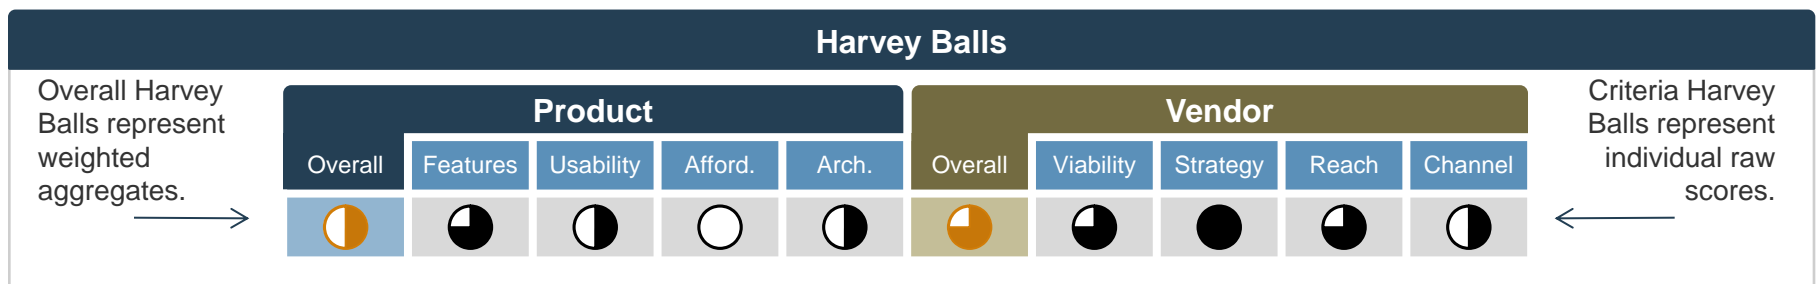 Harvey Balls
Overall Harvey
Balls represent
weighted
aggregates.
Product
Vendor
Overall
Features
Usability
Afford.
Arch.
Overall
Viability
Strategy
Reach
Channel
Criteria Harvey
Balls represent
individual raw
scores.